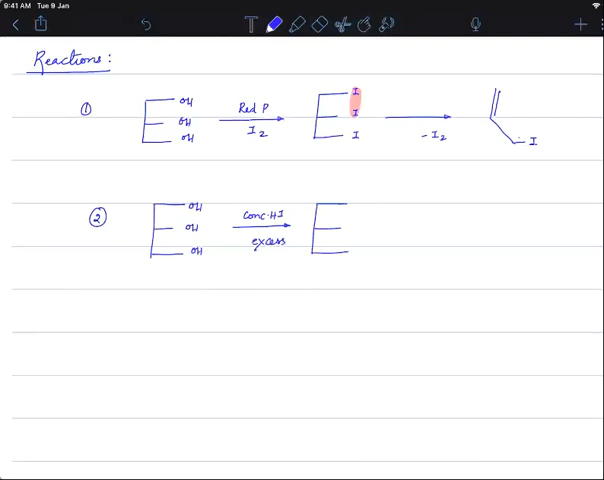 9:41 AM Tue 9 Jan
Reactions:
① OH OH OH Red P I2 I I I - I2 I
② OH OH OH Conc. HI excess